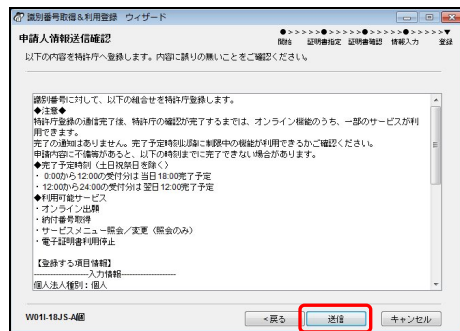 識別番号取得&利用登録 ウィザード
申請人情報送信確認
●>>>>>●>>>>>●>>>>>●>>>>>▼
開始 証明書指定 証明書確認 情報入力 登録
以下の内容を特許庁へ登録します。内容に誤りの無いことをご確認ください。
識別番号に対して、以下の組合せを特許庁登録します。
◆注意◆
特許庁登録の通信完了後、特許庁の確認が完了するまでは、オンライン機能のうち、一部のサービスが利
用できます。
完了の通知はありません。完了予定時刻以降に制限中の機能が利用できるかご確認ください。
申請内容に不備等があると、以下の時刻までに完了できない場合があります。
◆完了予定時刻(土日祝祭日を除く)
・ 0:00から12:00の受付分は 当日18:00完了予定
・ 12:00から24:00の受付分は 翌日12:00完了予定
◆利用可能サービス
・オンライン出願
・納付番号取得
・サービスメニュー照会/変更(照会のみ)
・電子証明書利用停止
【登録する項目情報】
--------------------入力情報--------------------
個人法人種別:個人
W01I-18JS-A個
<戻る 送信 キャンセル